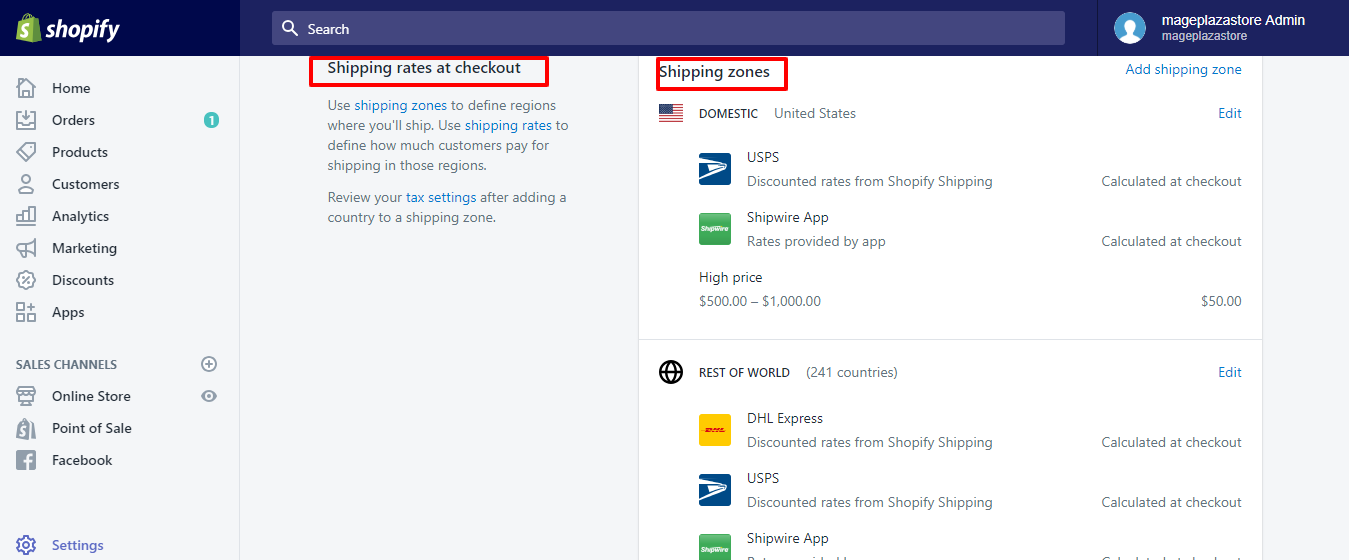 shopify
Search
mageplazastore Admin
mageplazastore
Home
Orders
1
Products
Customers
Analytics
Marketing
Discounts
Apps
SALES CHANNELS
Online Store
Point of Sale
Facebook
Settings
Shipping rates at checkout
Use shipping zones to define regions
where you'll ship. Use shipping rates to
define how much customers pay for
shipping in those regions.
Review your tax settings after adding a
country to a shipping zone.
Shipping zones
Add shipping zone
DOMESTIC United States
Edit
USPS
Discounted rates from Shopify Shipping
Calculated at checkout
ShipWire
Shipwire App
Rates provided by app
Calculated at checkout
High price
$500.00 – $1,000.00
$50.00
REST OF WORLD (241 countries)
Edit
DHL
DHL Express
Discounted rates from Shopify Shipping
Calculated at checkout
USPS
Discounted rates from Shopify Shipping
Calculated at checkout
ShipWire
Shipwire App